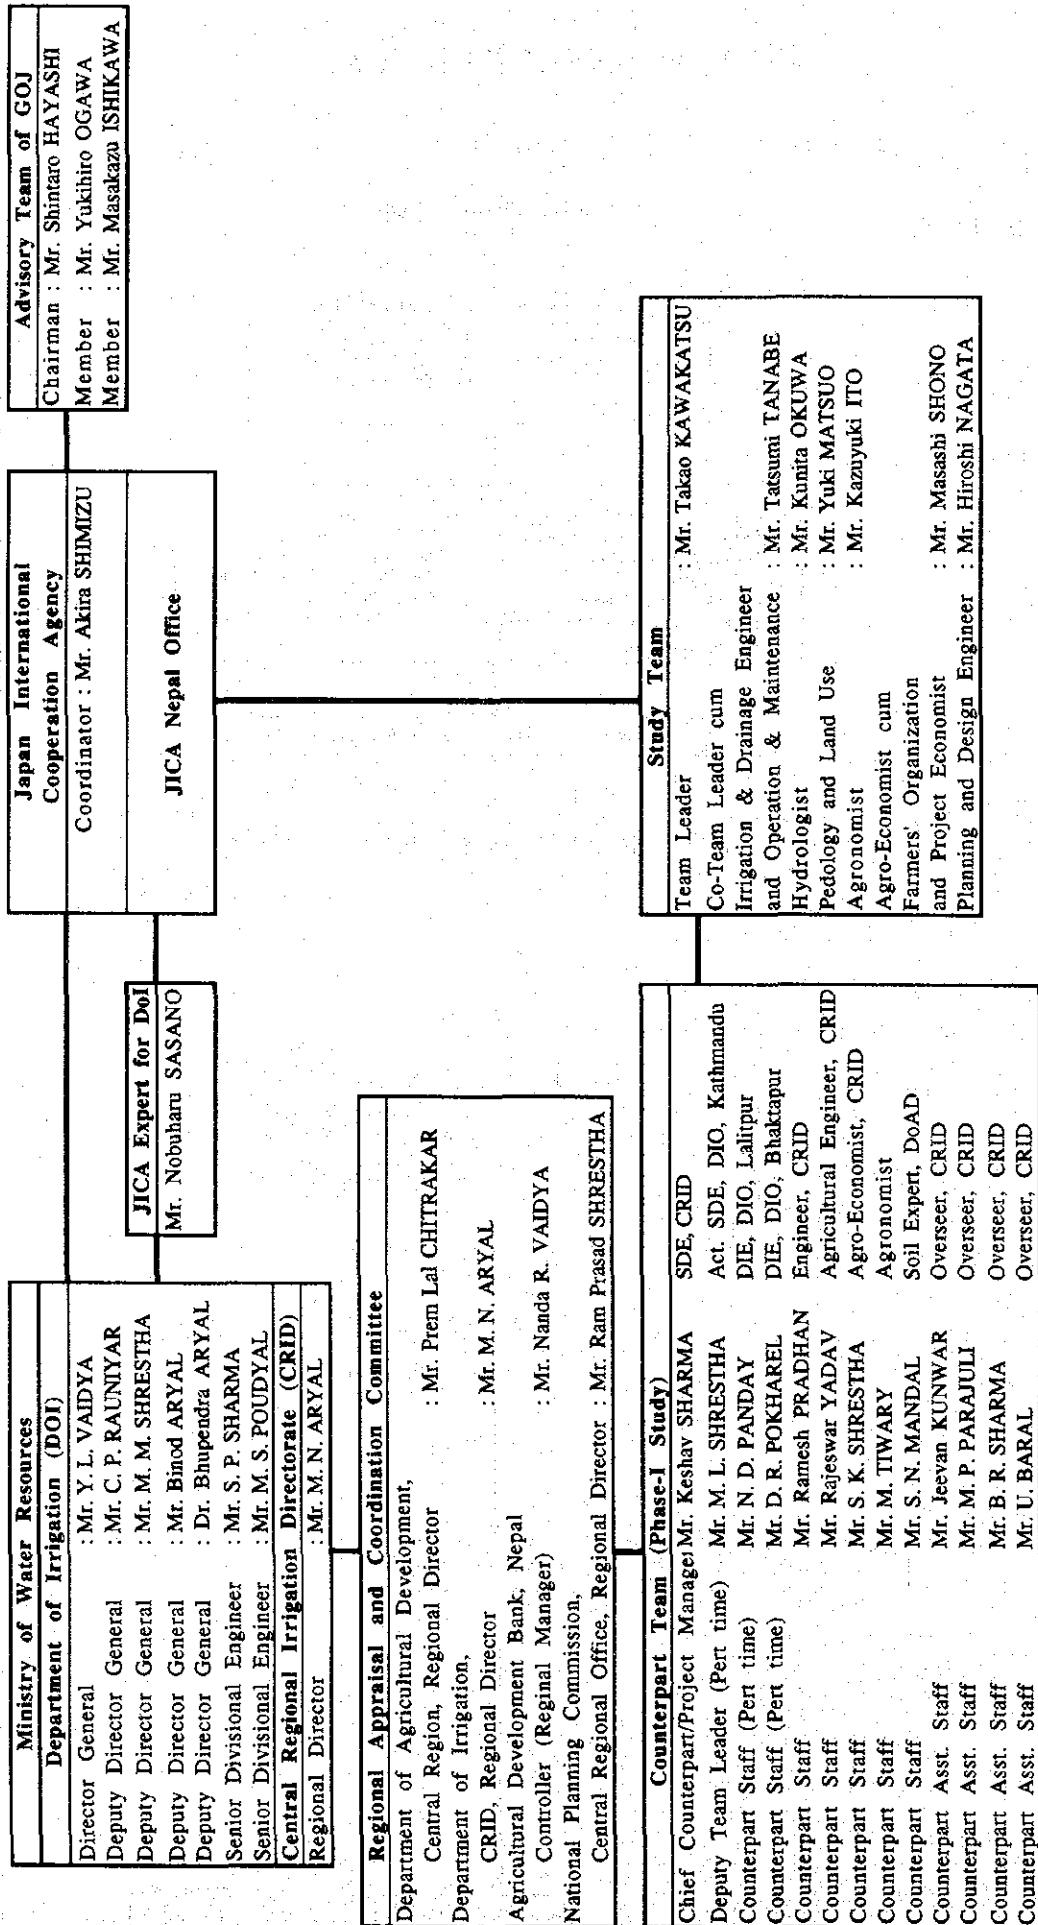 Ministry of Water Resources
Department of Irrigation (DOI)
Director General : Mr. Y. L. VAIDYA
Deputy Director General : Mr. C. P. RAUNIYAR
Deputy Director General : Mr. M. M. SHRESTHA
Deputy Director General : Mr. Binod ARYAL
Deputy Director General : Dr. Bhupendra ARYAL
Senior Divisional Engineer : Mr. S. P. SHARMA
Senior Divisional Engineer : Mr. M. S. POUDYAL
Central Regional Irrigation Directorate (CRID)
Regional Director : Mr. M. N. ARYAL
JICA Expert for DoI
Mr. Nobuharu SASANO
Japan International
Cooperation Agency
Coordinator : Mr. Akira SHIMIZU
JICA Nepal Office
Advisory Team of GOJ
Chairman : Mr. Shintaro HAYASHI
Member : Mr. Yukihiro OGAWA
Member : Mr. Masakazu ISHIKAWA
Regional Appraisal and Coordination Committee
Department of Agricultural Development,
Central Region, Regional Director : Mr. Prem Lal CHITRAKAR
Department of Irrigation,
CRID, Regional Director : Mr. M. N. ARYAL
Agricultural Development Bank, Nepal
Controller (Reginal Manager) : Mr. Nanda R. VAIDYA
National Planning Commission,
Central Regional Office, Regional Director : Mr. Ram Prasad SHRESTHA
Counterpart Team (Phase-I Study)
Chief Counterpart/Project Manager Mr. Keshav SHARMA SDE, CRID
Deputy Team Leader (Pert time) Mr. M. L. SHRESTHA Act. SDE, DIO, Kathmandu
Counterpart Staff (Pert time) Mr. N. D. PANDAY DIE, DIO, Lalitpur
Counterpart Staff (Pert time) Mr. D. R. POKHAREL DIE, DIO, Bhaktapur
Counterpart Staff Mr. Ramesh PRADHAN Engineer, CRID
Counterpart Staff Mr. Rajeswar YADAV Agricultural Engineer, CRID
Counterpart Staff Mr. S. K. SHRESTHA Agro-Economist, CRID
Counterpart Staff Mr. M. TIWARY Agronomist
Counterpart Staff Mr. S. N. MANDAL Soil Expert, DoAD
Counterpart Asst. Staff Mr. Jeevan KUNWAR Overseer, CRID
Counterpart Asst. Staff Mr. M. P. PARAJULI Overseer, CRID
Counterpart Asst. Staff Mr. B. R. SHARMA Overseer, CRID
Counterpart Asst. Staff Mr. U. BARAL Overseer, CRID
Study Team
Team Leader : Mr. Takao KAWAKATSU
Co-Team Leader cum
Irrigation & Drainage Engineer
and Operation & Maintenance : Mr. Tatsumi TANABE
Hydrologist : Mr. Kunita OKUWA
Pedology and Land Use : Mr. Yuki MATSUO
Agronomist : Mr. Kazuyuki ITO
Agro-Economist cum
Farmers' Organization
and Project Economist : Mr. Masashi SHONO
Planning and Design Engineer : Mr. Hiroshi NAGATA